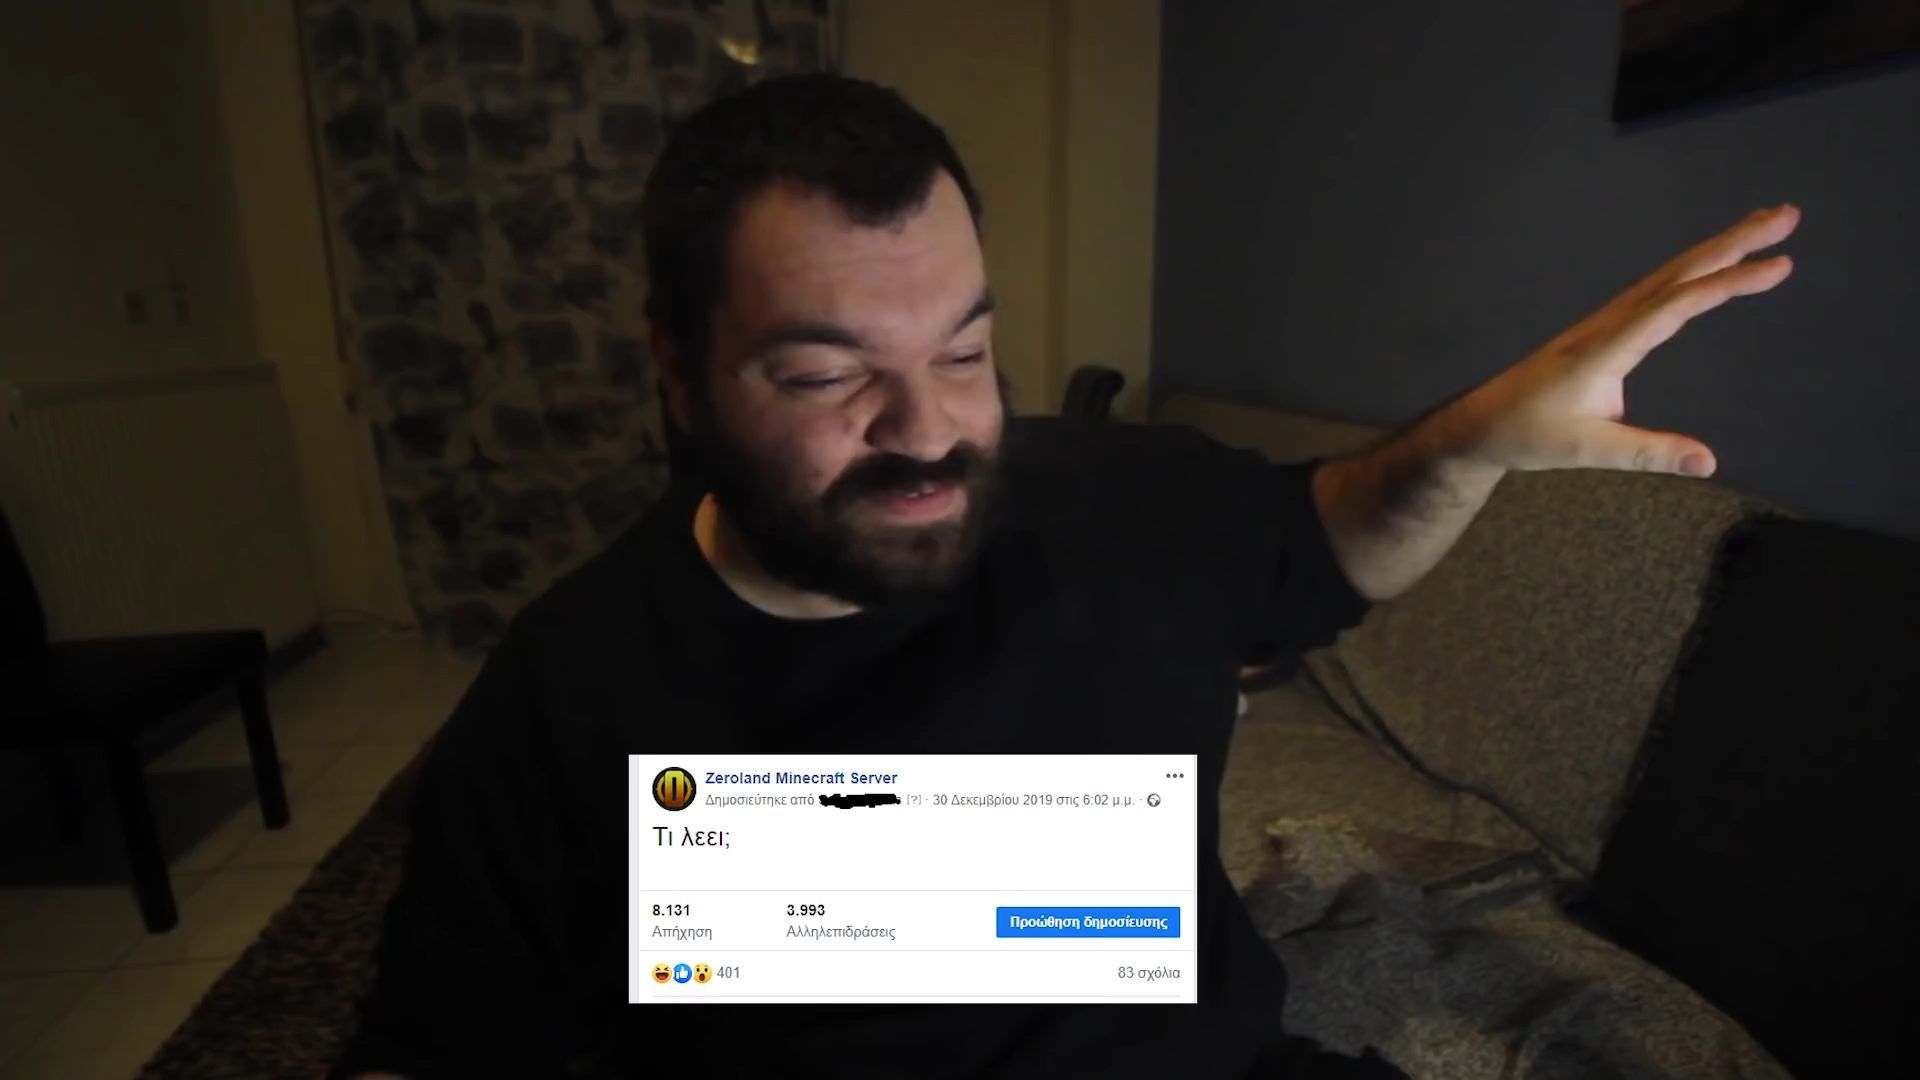 Zeroland Minecraft Server
Δημοσιεύτηκε από [?] · 30 Δεκεμβρίου 2019 στις 6:02 μ.μ. ·
Τι λεει;
8.131 3.993
Απήχηση Αλληλεπιδράσεις
Προώθηση δημοσίευσης
401 83 σχόλια